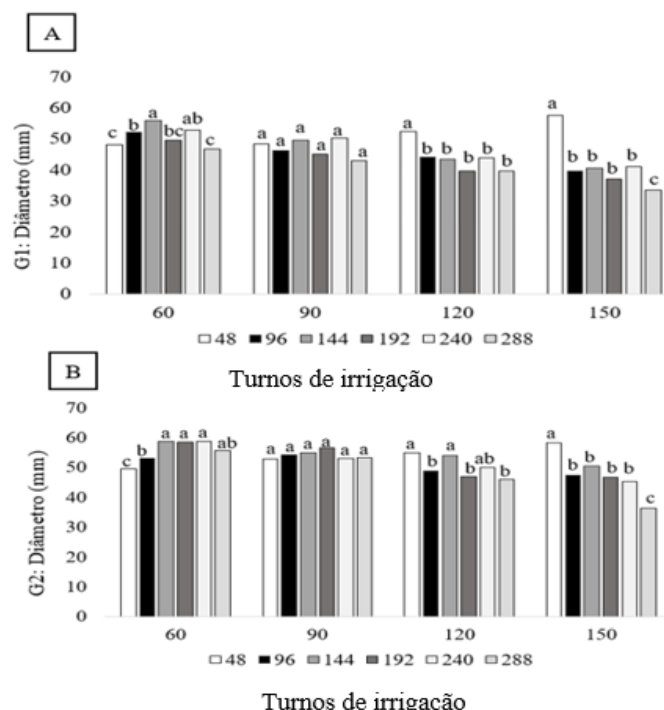 A
G1: Diâmetro (mm)
70
60
50
40
30
20
10
0
c b a bc ab c
a a a a a a
a b b b b b
a b b b b c
60 90 120 150
48 96 144 192 240 288
Turnos de irrigação
B
G2: Diâmetro (mm)
70
60
50
40
30
20
10
0
c b a a a ab
a a a a a a
a b a b ab b
a b b b b c
60 90 120 150
48 96 144 192 240 288
Turnos de irrigação